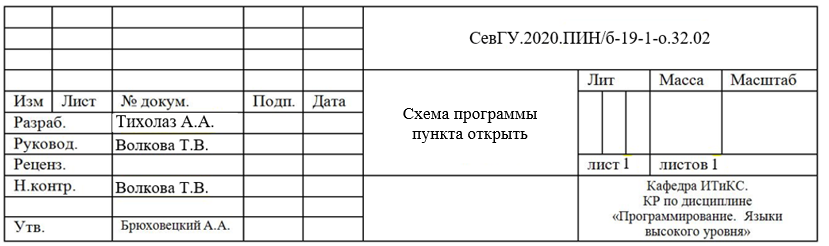 СевГУ.2020.ПИН/б-19-1-о.32.02
Лит Масса Масштаб
Изм Лист № докум. Подп. Дата
Разраб. Тихолаз А.А.
Руковод. Волкова Т.В.
Реценз.
Н.контр. Волкова Т.В.
Утв. Брюховецкий А.А.
Схема программы
пункта открыть
лист 1 листов 1
Кафедра ИТиКС.
КР по дисциплине
«Программирование. Языки
высокого уровня»